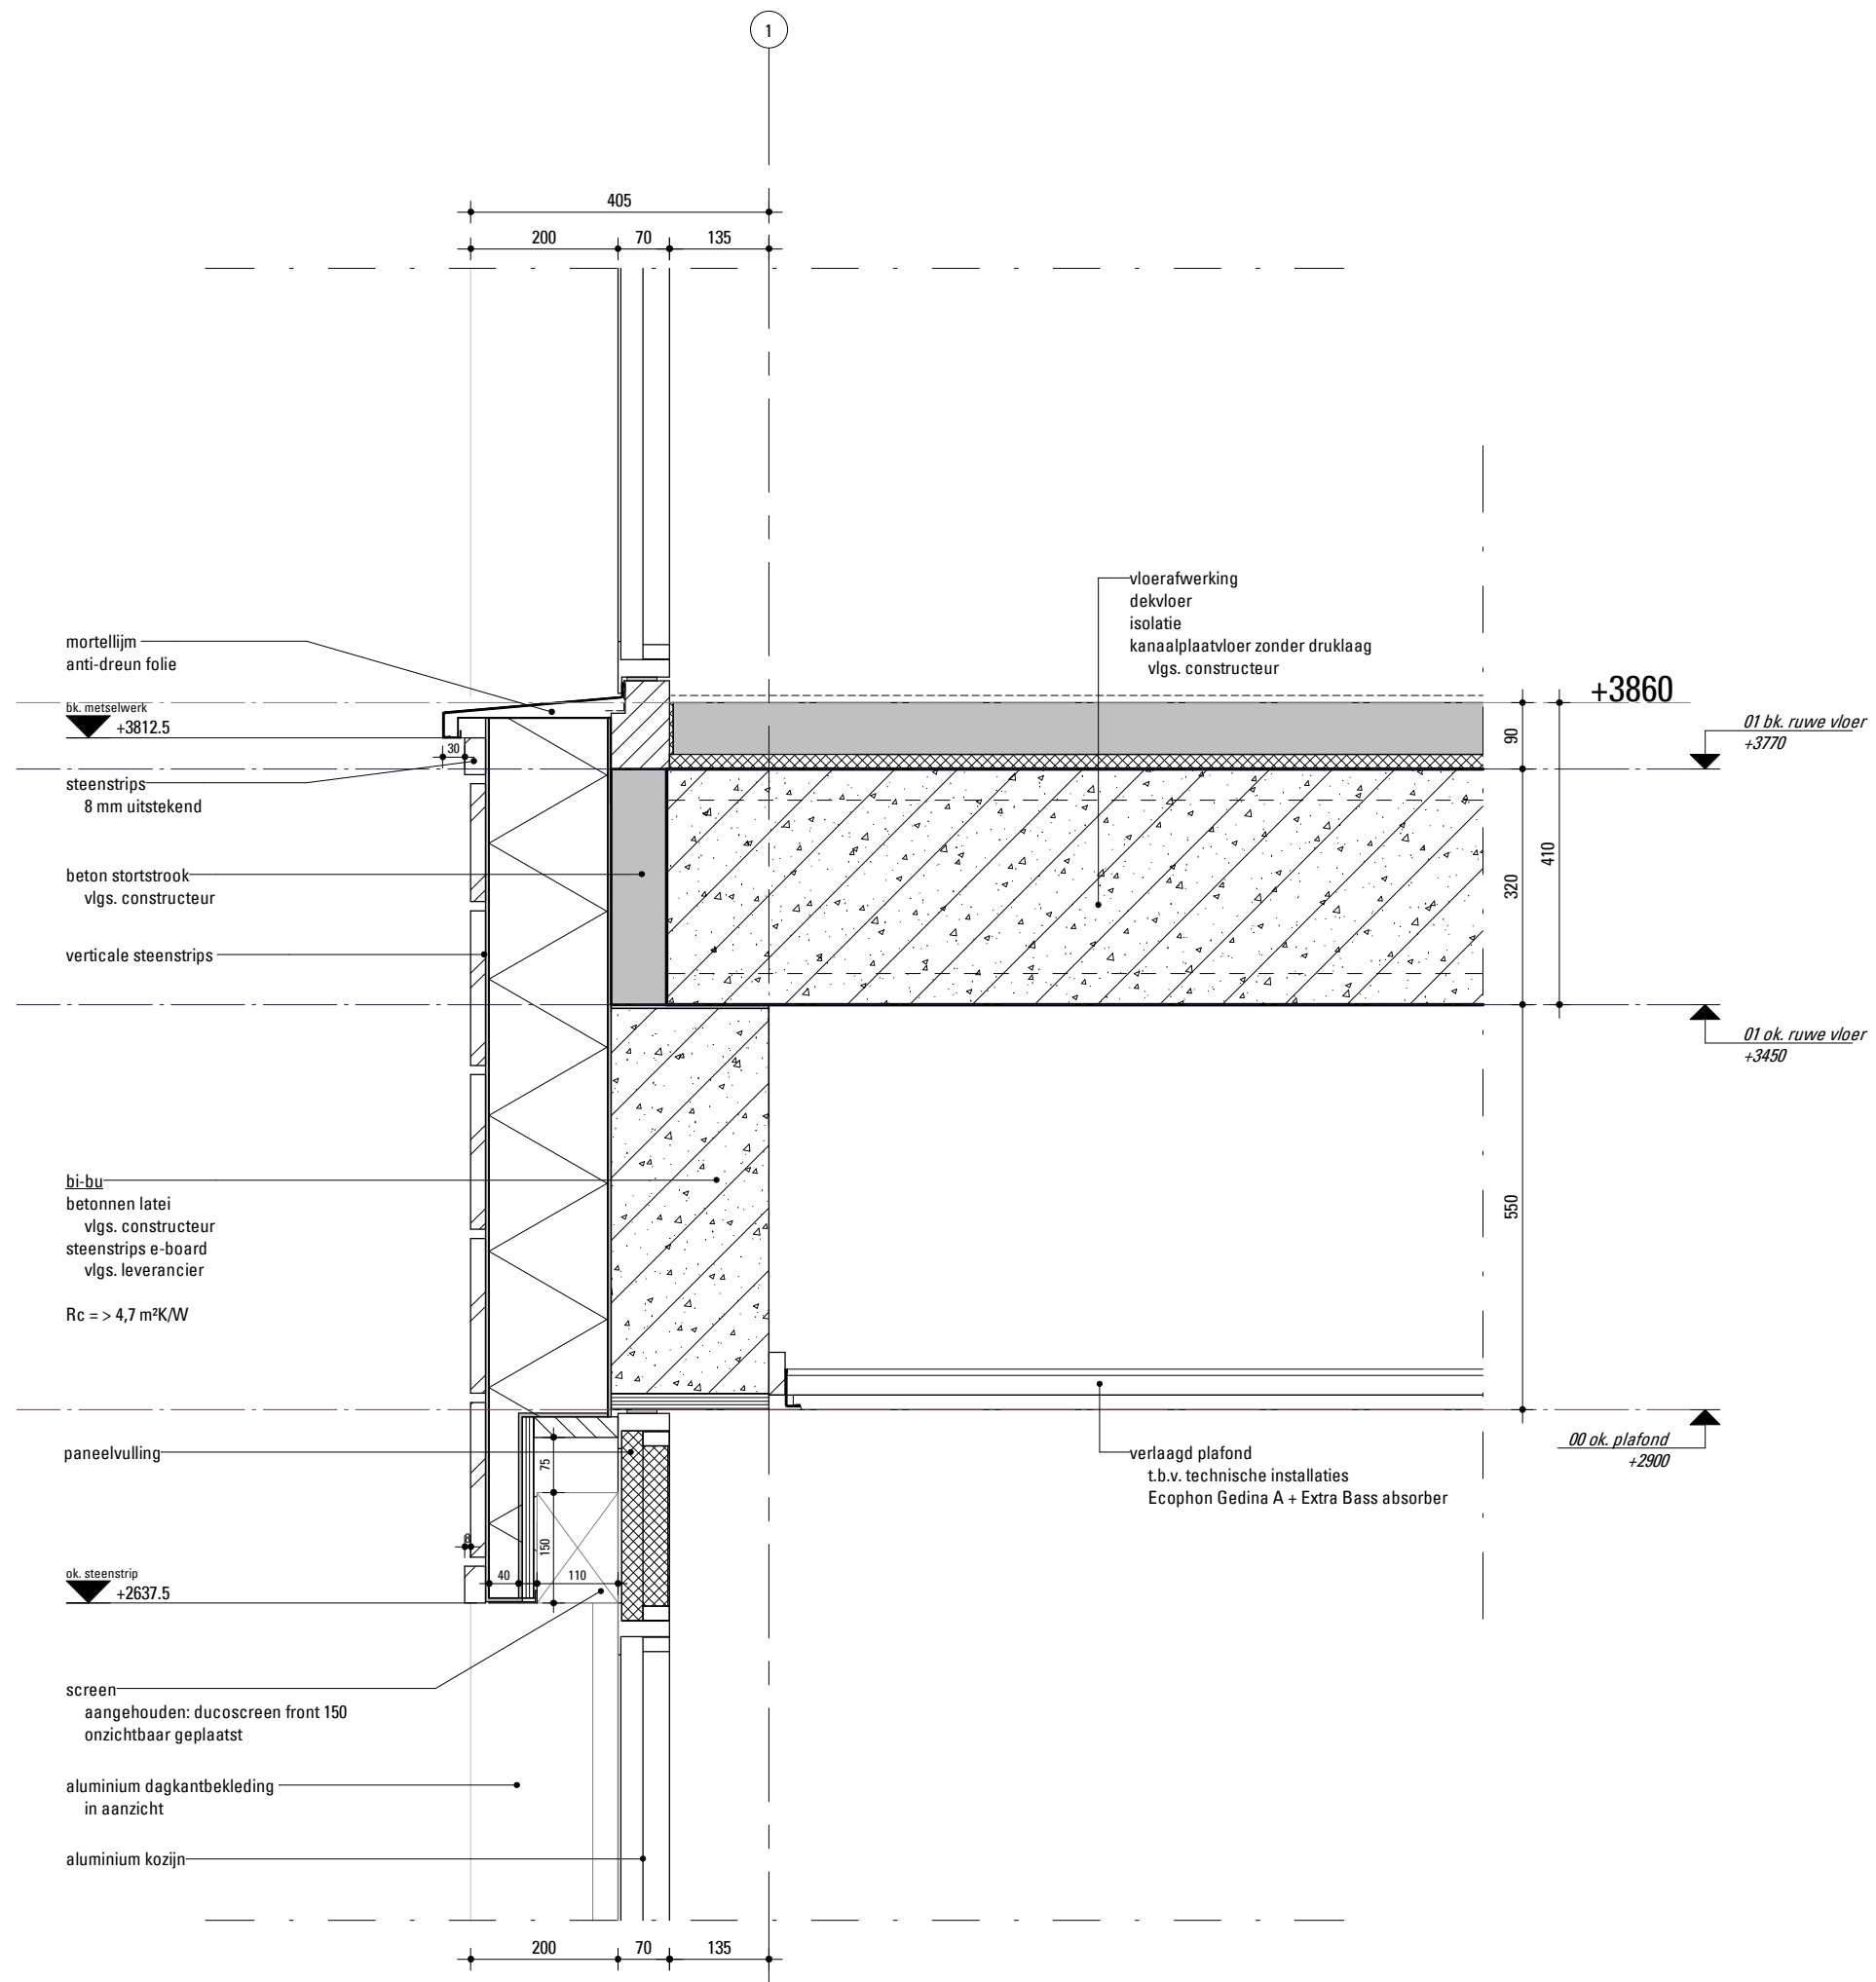 1
405
200 70 135
vloerafwerking
dekvloer
isolatie
kanaalplaatvloer zonder druklaag
vlgs. constructeur
mortellijm
anti-dreun folie
+3860
bk. metselwerk
+3812.5
01 bk. ruwe vloer
+3770
90
30
steenstrips
8 mm uitstekend
410
320
beton stortstrook
vlgs. constructeur
verticale steenstrips
01 ok. ruwe vloer
+3450
bi-bu
betonnen latei
vlgs. constructeur
steenstrips e-board
vlgs. leverancier
Rc = > 4,7 m²K/W
550
00 ok. plafond
+2900
paneelvulling
75
verlaagd plafond
t.b.v. technische installaties
Ecophon Gedina A + Extra Bass absorber
8
150
40 110
ok. steenstrip
+2637.5
screen
aangehouden: ducoscreen front 150
onzichtbaar geplaatst
aluminium dagkantbekleding
in aanzicht
aluminium kozijn
200 70 135